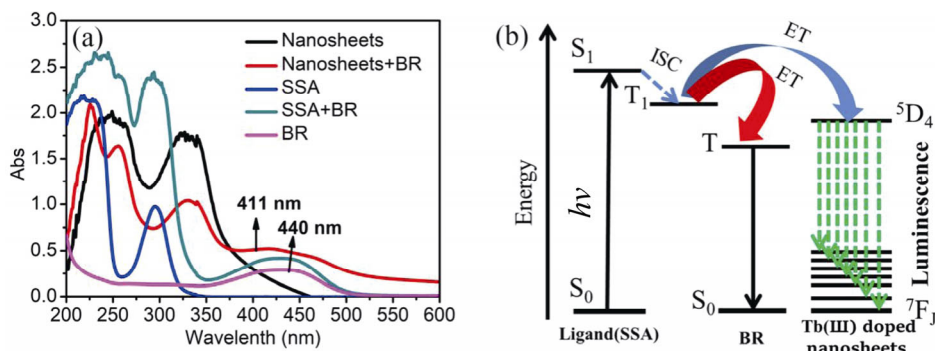 (a)
3.0
2.5
2.0
1.5
1.0
0.5
0.0
Abs
Nanosheets
Nanosheets+BR
SSA
SSA+BR
BR
411 nm
440 nm
200 250 300 350 400 450 500 550 600
Wavelenth (nm)
(b)
Energy
S1
ISC
T1
ET
ET
hv
T
5D4
Luminescence
S0
S0
7FJ
Ligand(SSA)
BR
Tb(Ⅲ) doped
nanosheets